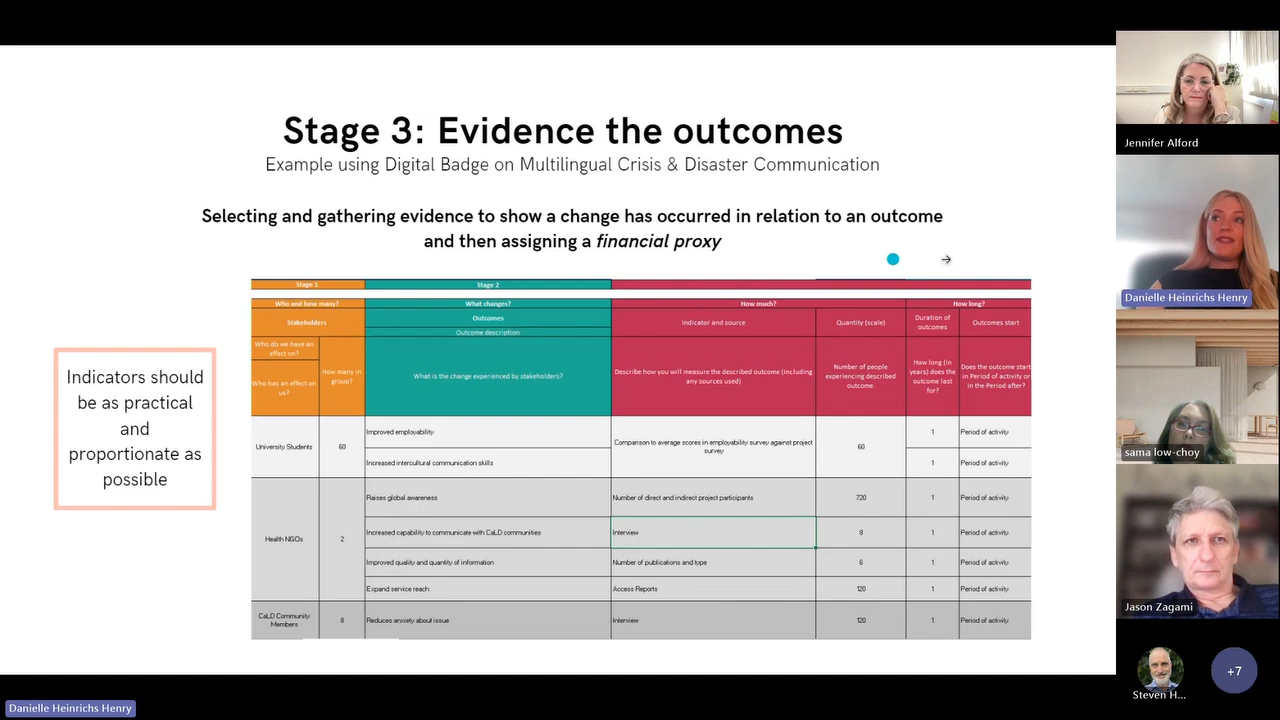 Stage 3: Evidence the outcomes
Example using Digital Badge on Multilingual Crisis & Disaster Communication
Selecting and gathering evidence to show a change has occurred in relation to an outcome
and then assigning a financial proxy
Indicators should
be as practical
and
proportionate as
possible
Stage 1
Stage 2
Who and how many?
What changes?
How much?
How long?
Stakeholders
Outcomes
Outcome description
Indicator and source
Quantity (scale)
Duration of
outcomes
Outcomes start
Who do we have an
effect on?
Who has an effect on
us?
How many in
group?
What is the change experienced by stakeholders?
Describe how you will measure the described outcome (including
any sources used)
Number of people
experiencing described
outcome.
How long (in
years) does the
outcome last
for?
Does the outcome start
in Period of activity or
in the Period after?
University Students
60
Improved employability
Comparison to average scores in employability survey against project
survey
60
1
Period of activity
Increased intercultural communication skills
1
Period of activity
Health NGOs
2
Raises global awareness
Number of direct and indirect project participants
720
1
Period of activity
Increased capability to communicate with CaLD communities
Interview
8
1
Period of activity
Improved quality and quantity of information
Number of publications and type
6
1
Period of activity
Expand service reach
Access Reports
120
1
Period of activity
CaLD Community
Members
8
Reduces anxiety about issue
Interview
120
1
Period of activity
Jennifer Alford
Danielle Heinrichs Henry
sama low-choy
Jason Zagami
Steven H...
+7
Danielle Heinrichs Henry